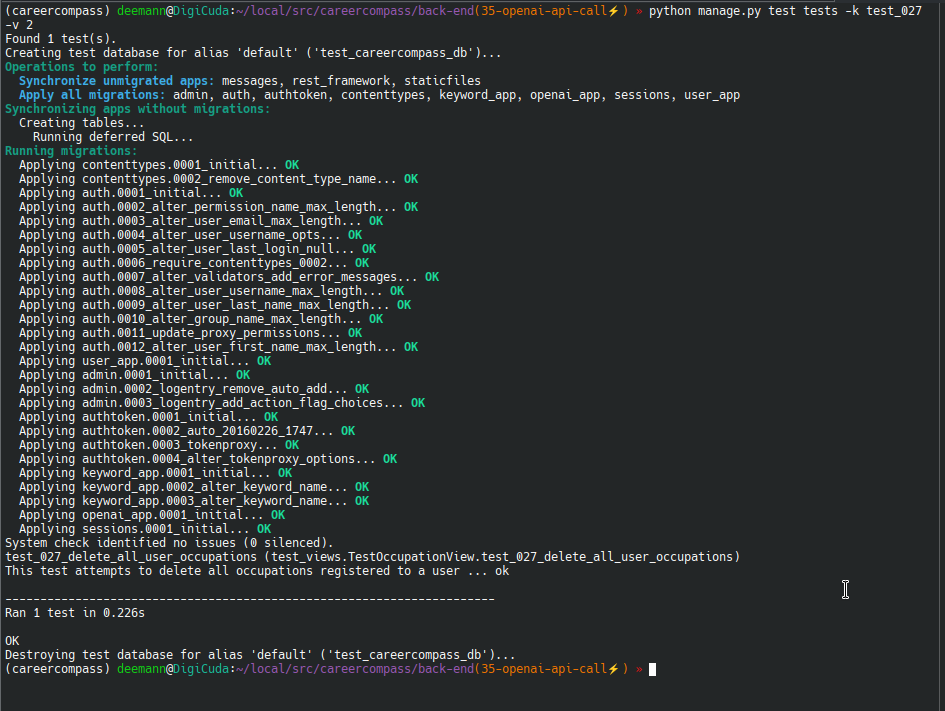 (careercompass) deemann@DigiCuda:~/local/src/careercompass/back-end(35-openai-api-call⚡) » python manage.py test tests -k test_027
-v 2
Found 1 test(s).
Creating test database for alias 'default' ('test_careercompass_db')...
Operations to perform:
  Synchronize unmigrated apps: messages, rest_framework, staticfiles
  Apply all migrations: admin, auth, authtoken, contenttypes, keyword_app, openai_app, sessions, user_app
Synchronizing apps without migrations:
  Creating tables...
    Running deferred SQL...
Running migrations:
  Applying contenttypes.0001_initial... OK
  Applying contenttypes.0002_remove_content_type_name... OK
  Applying auth.0001_initial... OK
  Applying auth.0002_alter_permission_name_max_length... OK
  Applying auth.0003_alter_user_email_max_length... OK
  Applying auth.0004_alter_user_username_opts... OK
  Applying auth.0005_alter_user_last_login_null... OK
  Applying auth.0006_require_contenttypes_0002... OK
  Applying auth.0007_alter_validators_add_error_messages... OK
  Applying auth.0008_alter_user_username_max_length... OK
  Applying auth.0009_alter_user_last_name_max_length... OK
  Applying auth.0010_alter_group_name_max_length... OK
  Applying auth.0011_update_proxy_permissions... OK
  Applying auth.0012_alter_user_first_name_max_length... OK
  Applying user_app.0001_initial... OK
  Applying admin.0001_initial... OK
  Applying admin.0002_logentry_remove_auto_add... OK
  Applying admin.0003_logentry_add_action_flag_choices... OK
  Applying authtoken.0001_initial... OK
  Applying authtoken.0002_auto_20160226_1747... OK
  Applying authtoken.0003_tokenproxy... OK
  Applying authtoken.0004_alter_tokenproxy_options... OK
  Applying keyword_app.0001_initial... OK
  Applying keyword_app.0002_alter_keyword_name... OK
  Applying keyword_app.0003_alter_keyword_name... OK
  Applying openai_app.0001_initial... OK
  Applying sessions.0001_initial... OK
System check identified no issues (0 silenced).
test_027_delete_all_user_occupations (test_views.TestOccupationView.test_027_delete_all_user_occupations)
This test attempts to delete all occupations registered to a user ... ok

----------------------------------------------------------------------
Ran 1 test in 0.226s

OK
Destroying test database for alias 'default' ('test_careercompass_db')...
(careercompass) deemann@DigiCuda:~/local/src/careercompass/back-end(35-openai-api-call⚡) »